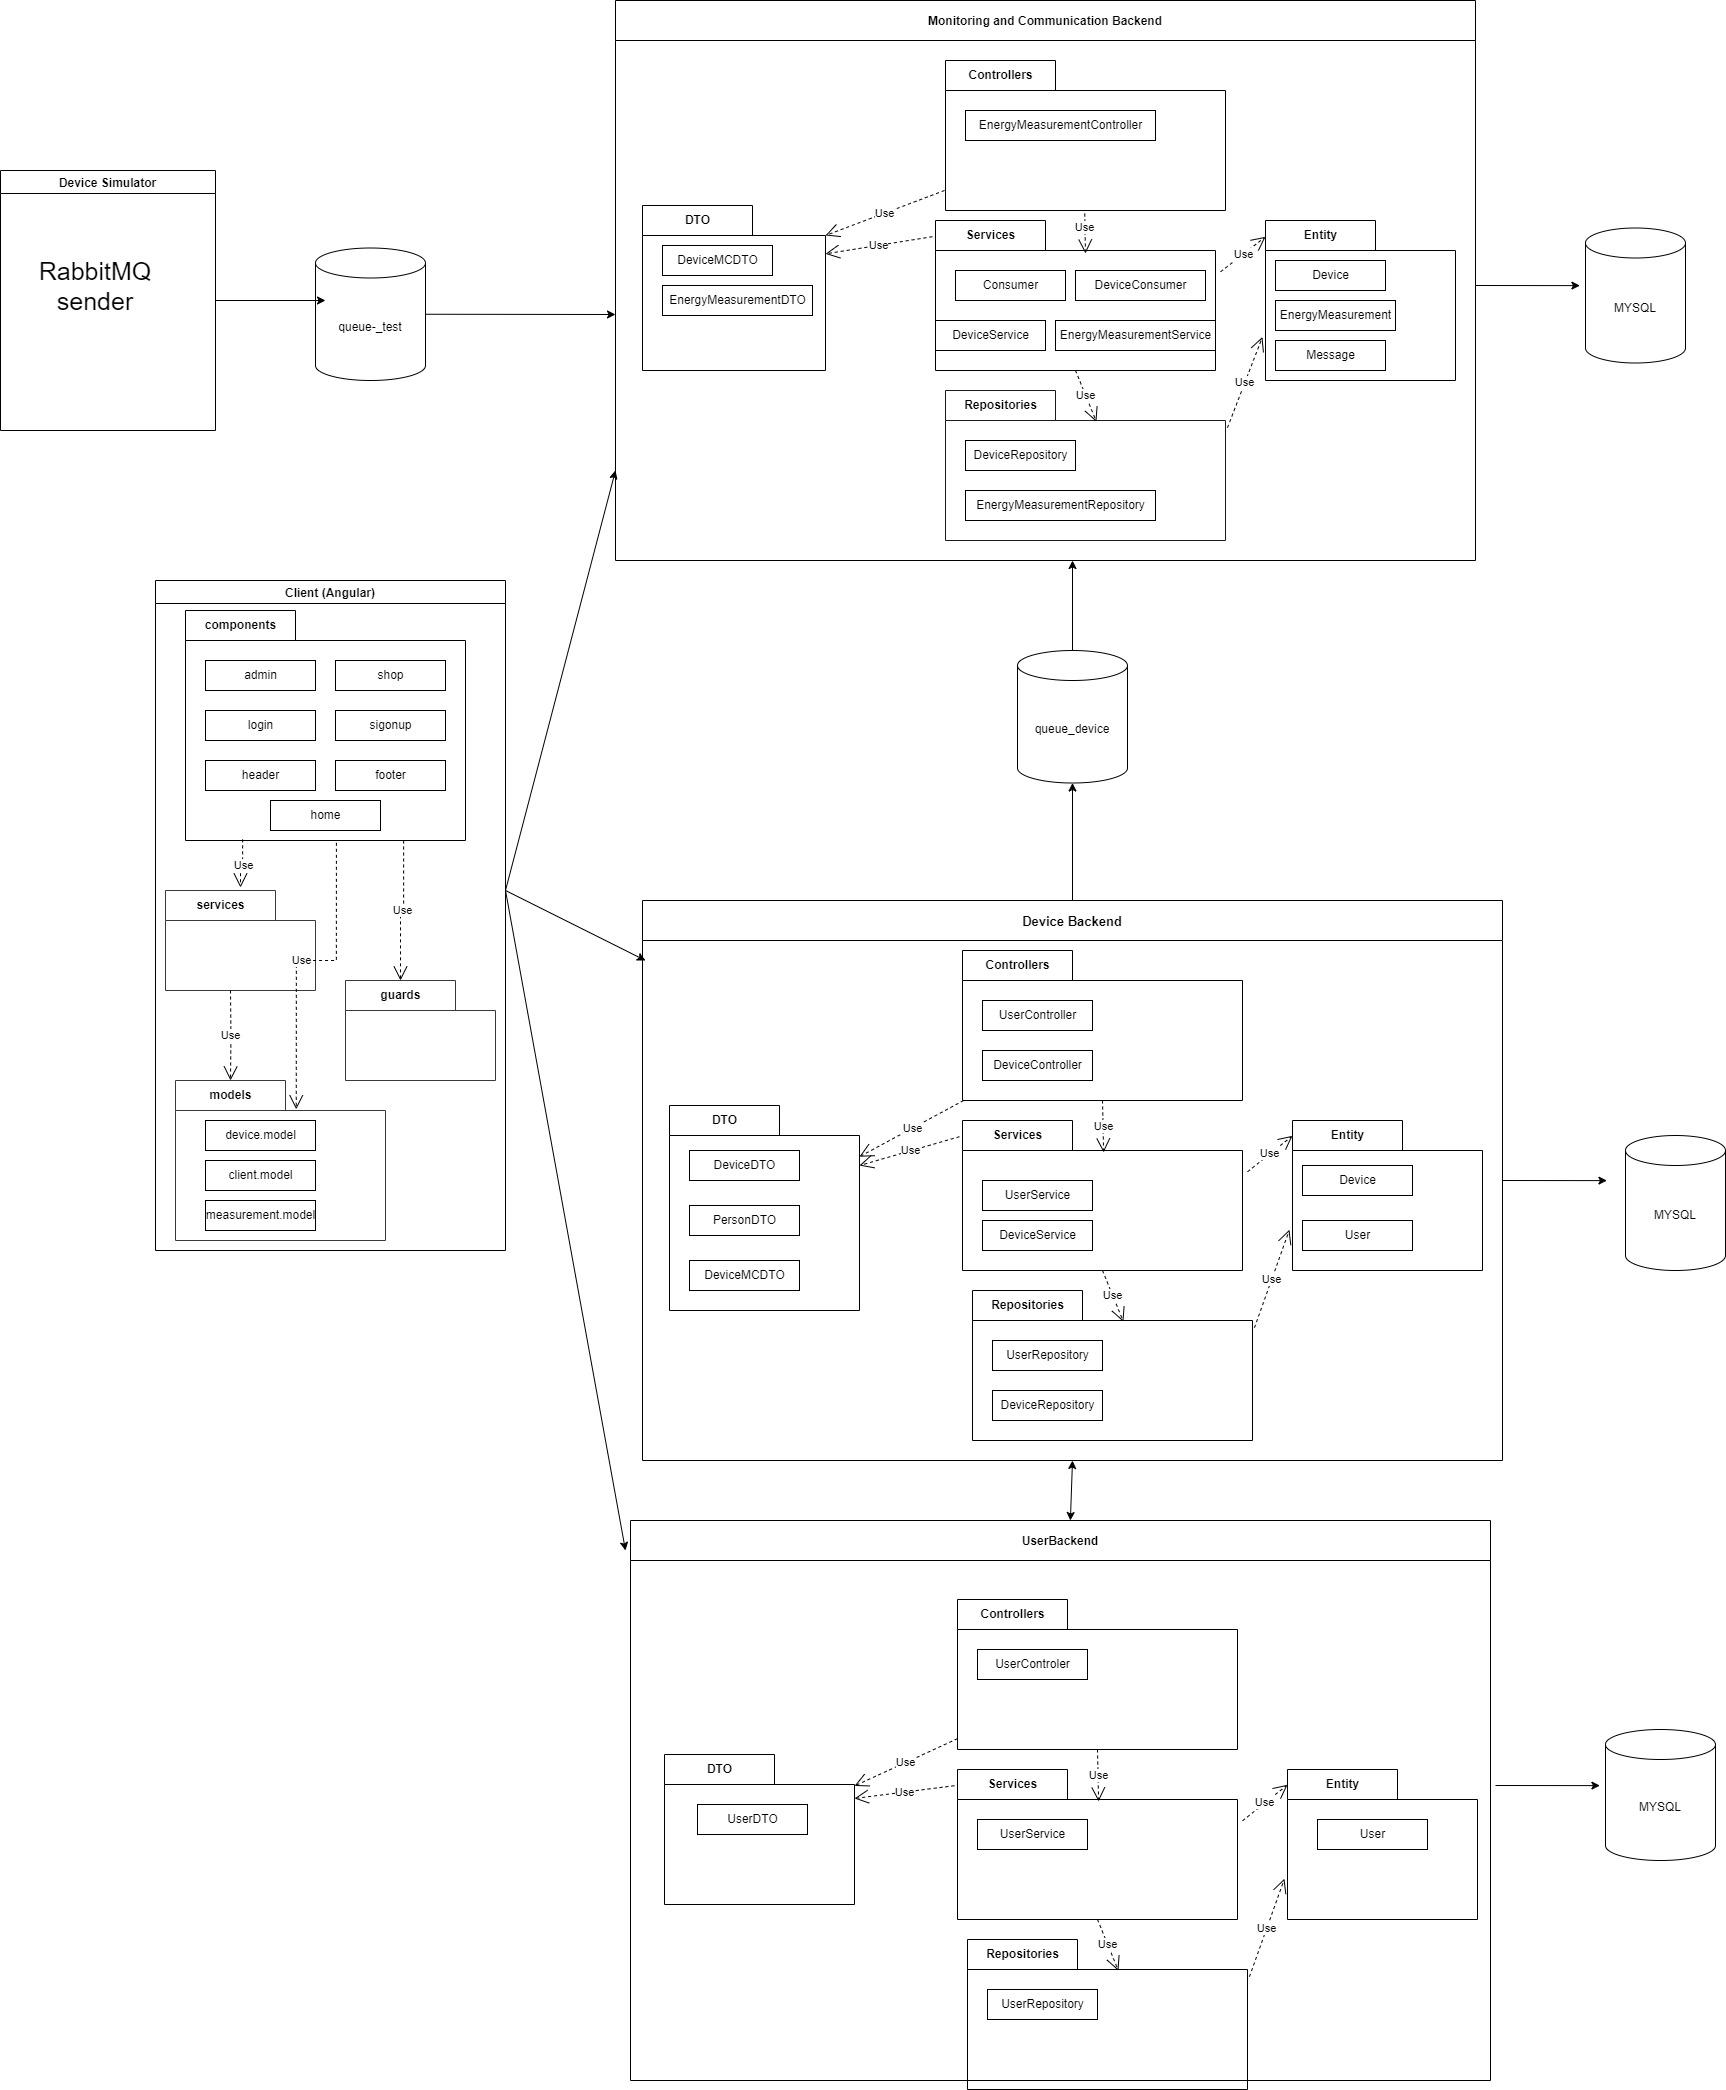 Monitoring and Communication Backend
Controllers
EnergyMeasurementController
Device Simulator
RabbitMQ
sender
queue-_test
DTO
DeviceMCDTO
EnergyMeasurementDTO
Use
Use
Use
Services
Consumer
DeviceConsumer
DeviceService
EnergyMeasurementService
Use
Entity
Device
EnergyMeasurement
Message
Use
Use
Repositories
DeviceRepository
EnergyMeasurementRepository
MYSQL
Client (Angular)
components
admin
shop
login
sigonup
header
footer
home
Use
Use
Use
services
guards
Use
models
device.model
client.model
measurement.model
queue_device
Device Backend
Controllers
UserController
DeviceController
DTO
DeviceDTO
PersonDTO
DeviceMCDTO
Use
Use
Use
Services
UserService
DeviceService
Use
Entity
Device
User
Use
Use
Repositories
UserRepository
DeviceRepository
MYSQL
UserBackend
Controllers
UserControler
DTO
UserDTO
Use
Use
Use
Services
UserService
Use
Entity
User
Use
Use
Repositories
UserRepository
MYSQL